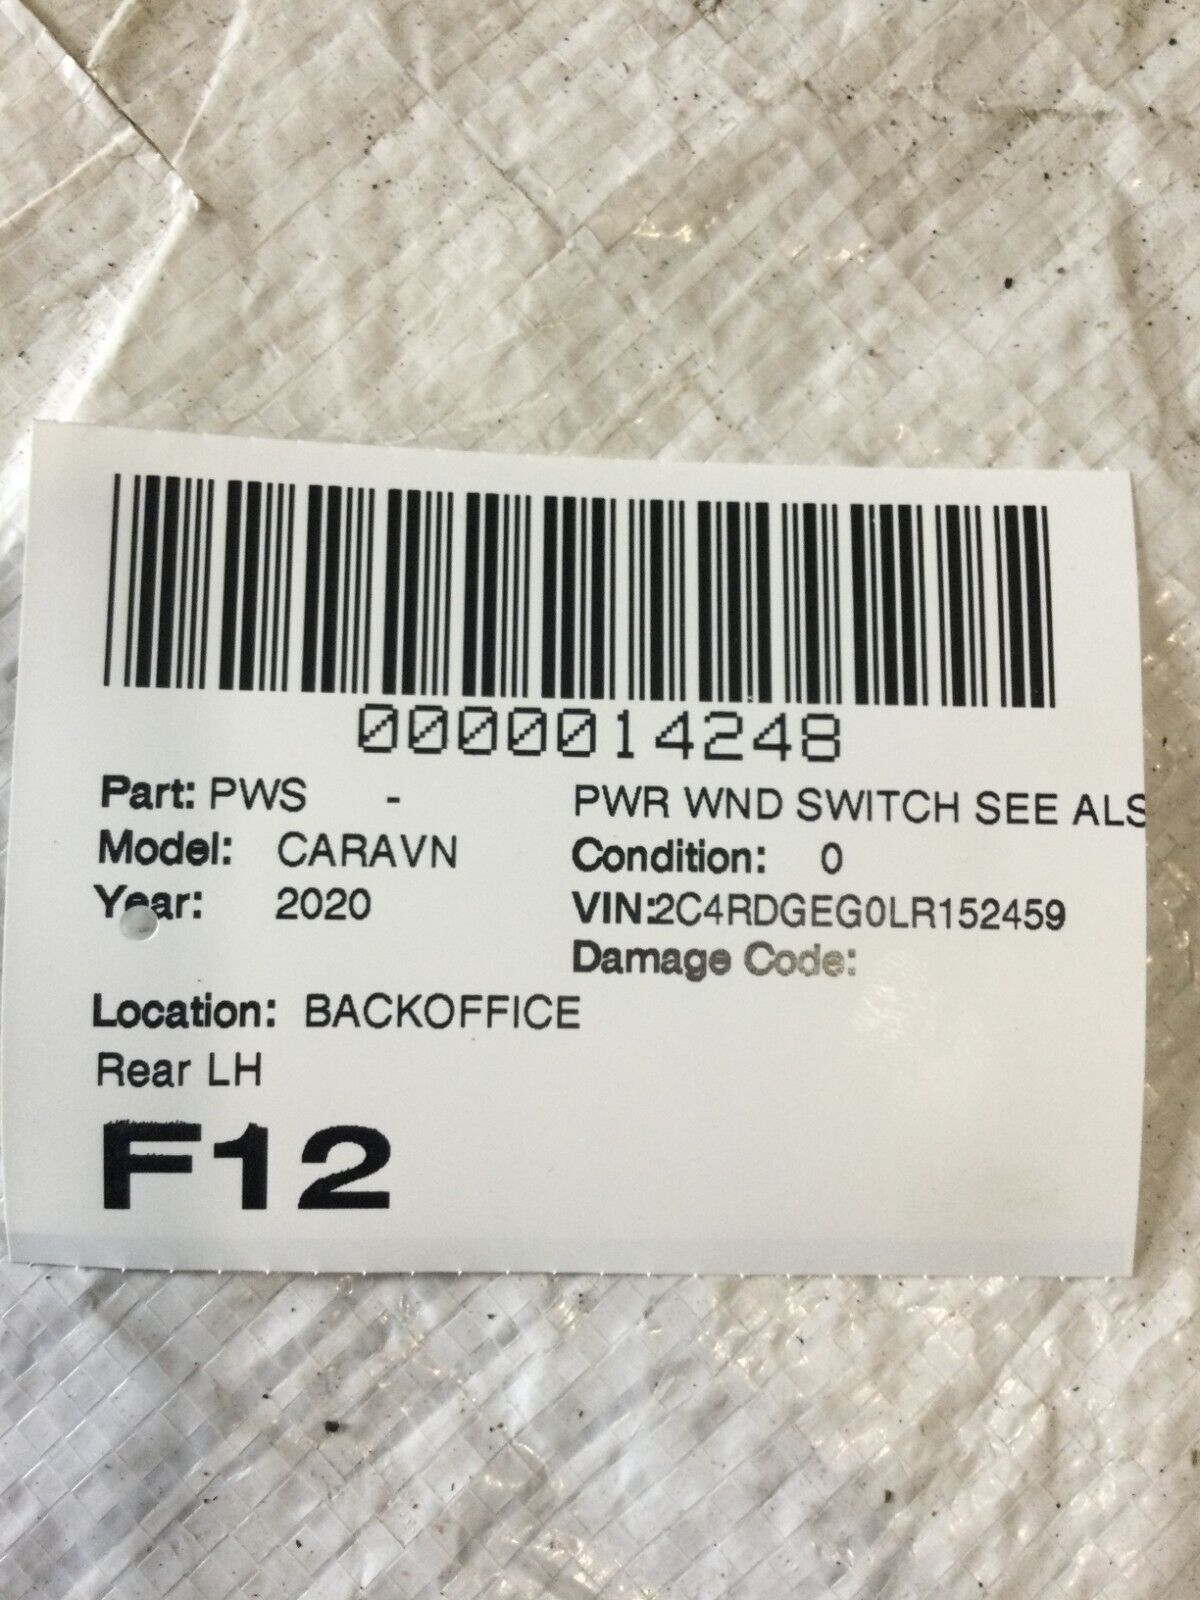 0000014248
Part: PWS - PWR WND SWITCH SEE ALS
Model: CARAVN Condition: 0
Year: 2020 VIN:2C4RDGEG0LR152459
Damage Code:
Location: BACKOFFICE
Rear LH
F12